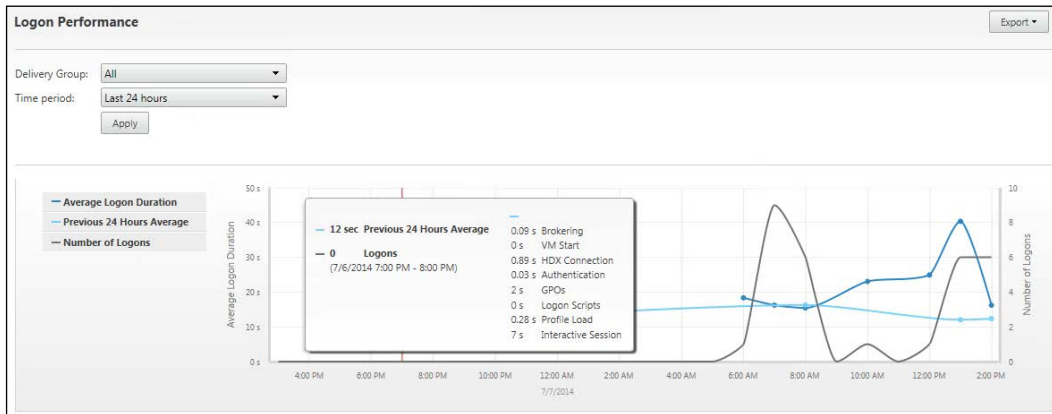 Logon Performance
Export
Delivery Group: All
Time period: Last 24 hours
Apply
Average Logon Duration
Previous 24 Hours Average
Number of Logons
Average Logon Duration
50 s
40 s
30 s
20 s
10 s
0 s
12 sec Previous 24 Hours Average
0 Logons
(7/6/2014 7:00 PM - 8:00 PM)
0.09 s Brokering
0 s VM Start
0.89 s HDX Connection
0.03 s Authentication
2 s GPOs
0 s Logon Scripts
0.28 s Profile Load
7 s Interactive Session
10
8
6
4
2
0
Number of Logons
4:00 PM 6:00 PM 8:00 PM 10:00 PM 12:00 AM 2:00 AM 4:00 AM 6:00 AM 8:00 AM 10:00 AM 12:00 PM 2:00 PM
7/7/2014